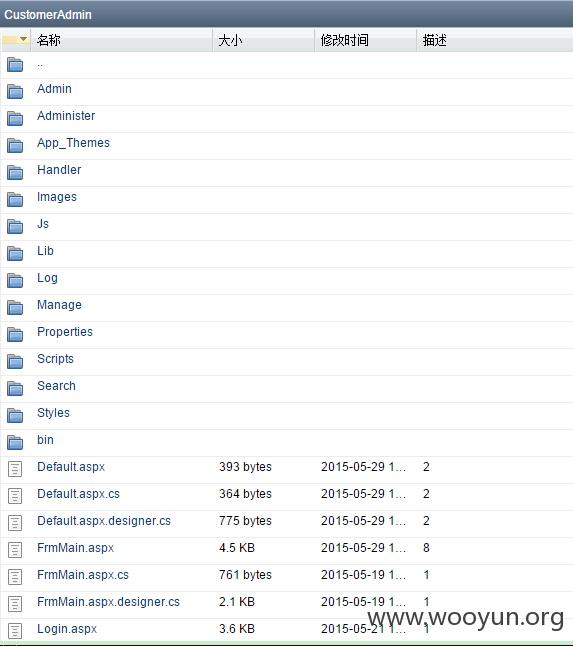 CustomerAdmin
名称 大小 修改时间 描述
..
Admin
Administer
App_Themes
Handler
Images
Js
Lib
Log
Manage
Properties
Scripts
Search
Styles
bin
Default.aspx 393 bytes 2015-05-29 1... 2
Default.aspx.cs 364 bytes 2015-05-29 1... 2
Default.aspx.designer.cs 775 bytes 2015-05-29 1... 2
FrmMain.aspx 4.5 KB 2015-05-29 1... 8
FrmMain.aspx.cs 761 bytes 2015-05-19 1... 1
FrmMain.aspx.designer.cs 2.1 KB 2015-05-19 1... 1
Login.aspx 3.6 KB 2015-05-21 1... 1
www.wooyun.org